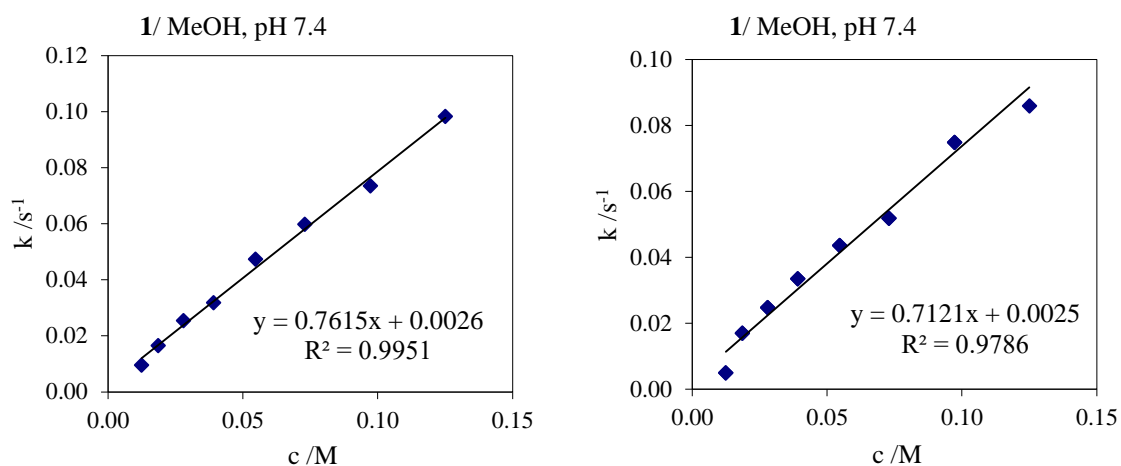 1/ MeOH, pH 7.4
0.12
0.10
0.08
0.06
0.04
0.02
0.00
k /s⁻¹
y = 0.7615x + 0.0026
R² = 0.9951
0.00 0.05 0.10 0.15
c /M
1/ MeOH, pH 7.4
0.10
0.08
0.06
0.04
0.02
0.00
k /s⁻¹
y = 0.7121x + 0.0025
R² = 0.9786
0.00 0.05 0.10 0.15
c /M